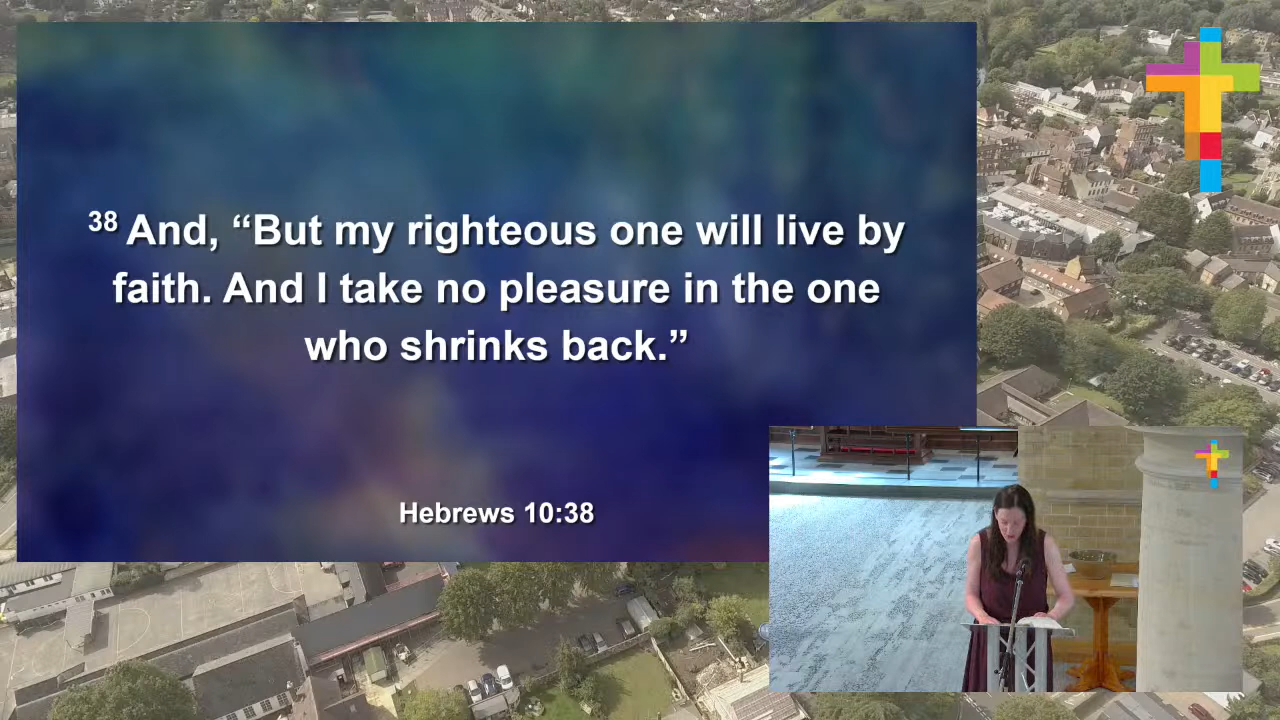 38 And, “But my righteous one will live by
faith. And I take no pleasure in the one
who shrinks back.”
Hebrews 10:38